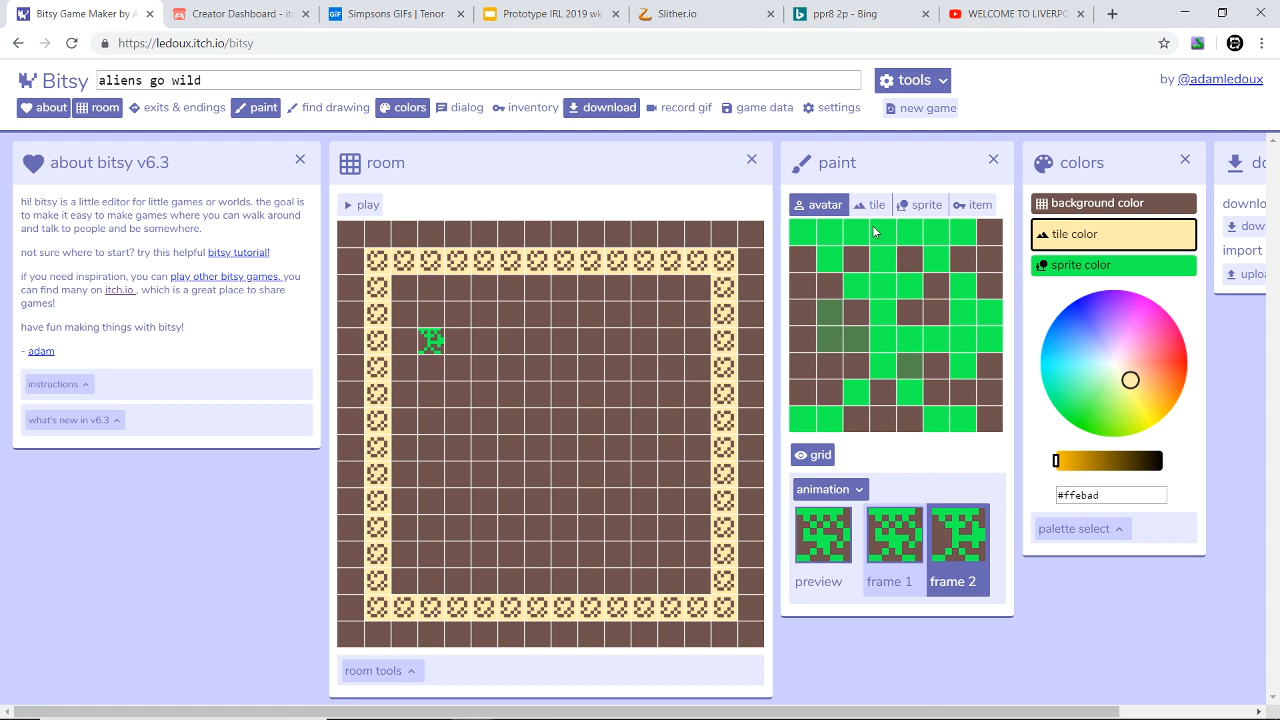 Bitsy Game Maker by A
Creator Dashboard - it
Simpsons GIFs | Tenor
Prototype IRL 2019 wk
Slither.io
ppr8 2p - Bing
WELCOME TO LIVERPO
https://ledoux.itch.io/bitsy
Bitsy
aliens go wild
tools
by @adamledoux
about
room
exits & endings
paint
find drawing
colors
dialog
inventory
download
record gif
game data
settings
new game
about bitsy v6.3
hi! bitsy is a little editor for little games or worlds. the goal is
to make it easy to make games where you can walk around
and talk to people and be somewhere.
not sure where to start? try this helpful bitsy tutorial!
if you need inspiration, you can play other bitsy games, you
can find many on itch.io , which is a great place to share
games!
have fun making things with bitsy!
- adam
instructions
what's new in v6.3
room
play
room tools
paint
avatar
tile
sprite
item
grid
animation
preview
frame 1
frame 2
colors
background color
tile color
sprite color
#ffebad
palette select
do
downlo
dow
import
uploa